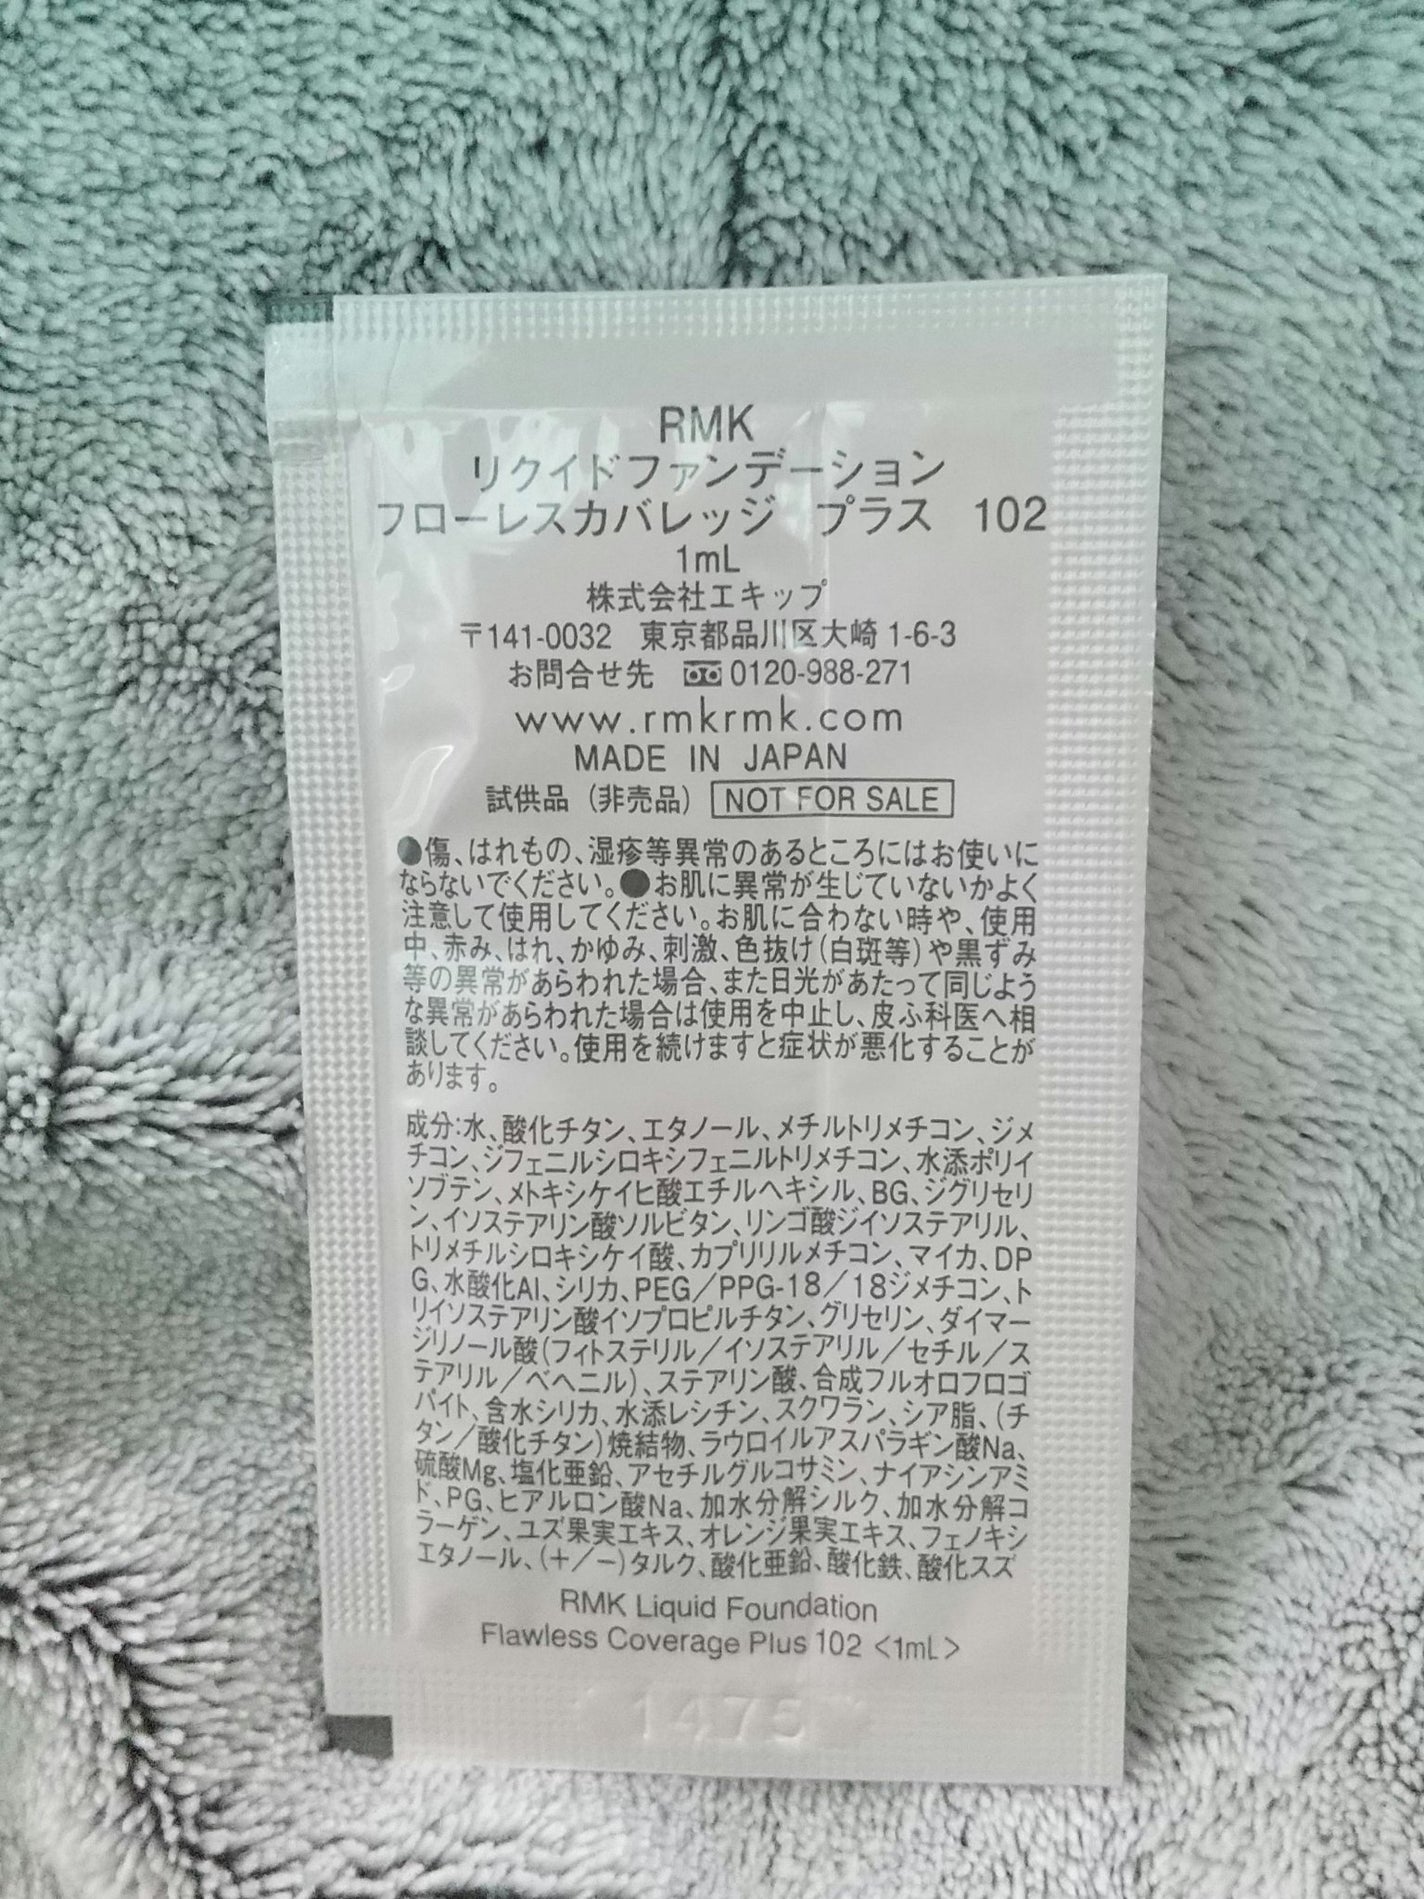 RMK
リクイドファンデーション
フローレスカバレッジ プラス 102
1mL
株式会社エキップ
〒141-0032 東京都品川区大崎1-6-3
お問合せ先 0120-988-271
www.rmkrmk.com
MADE IN JAPAN
試供品（非売品） NOT FOR SALE
●傷、はれもの、湿疹等異常のあるところにはお使いに
ならないでください。●お肌に異常が生じていないかよく
注意して使用してください。お肌に合わない時や、使用
中、赤み、はれ、かゆみ、刺激、色抜け（白斑等）や黒ずみ
等の異常があらわれた場合、また日光があたって同じよう
な異常があらわれた場合は使用を中止し、皮ふ科医へ相
談してください。使用を続けますと症状が悪化することが
あります。
成分：水、酸化チタン、エタノール、メチルトリメチコン、ジメ
チコン、ジフェニルシロキシフェニルトリメチコン、水添ポリイ
ソブテン、メトキシケイヒ酸エチルヘキシル、BG、ジグリセリ
ン、イソステアリン酸ソルビタン、リンゴ酸ジイソステアリル、
トリメチルシロキシケイ酸、カプリリルメチコン、マイカ、DP
G、水酸化Al、シリカ、PEG／PPG-18／18ジメチコン、ト
リイソステアリン酸イソプロピルチタン、グリセリン、ダイマー
ジリノール酸（フィトステリル／イソステアリル／セチル／ス
テアリル／ベヘニル）、ステアリン酸、合成フルオロフロゴ
パイト、含水シリカ、水添レシチン、スクワラン、シア脂、（チ
タン／酸化チタン）焼結物、ラウロイルアスパラギン酸Na、
硫酸Mg、塩化亜鉛、アセチルグルコサミン、ナイアシンアミ
ド、PG、ヒアルロン酸Na、加水分解シルク、加水分解コ
ラーゲン、ユズ果実エキス、オレンジ果実エキス、フェノキシ
エタノール、（＋／－）タルク、酸化亜鉛、酸化鉄、酸化スズ
RMK Liquid Foundation
Flawless Coverage Plus 102 <1mL>